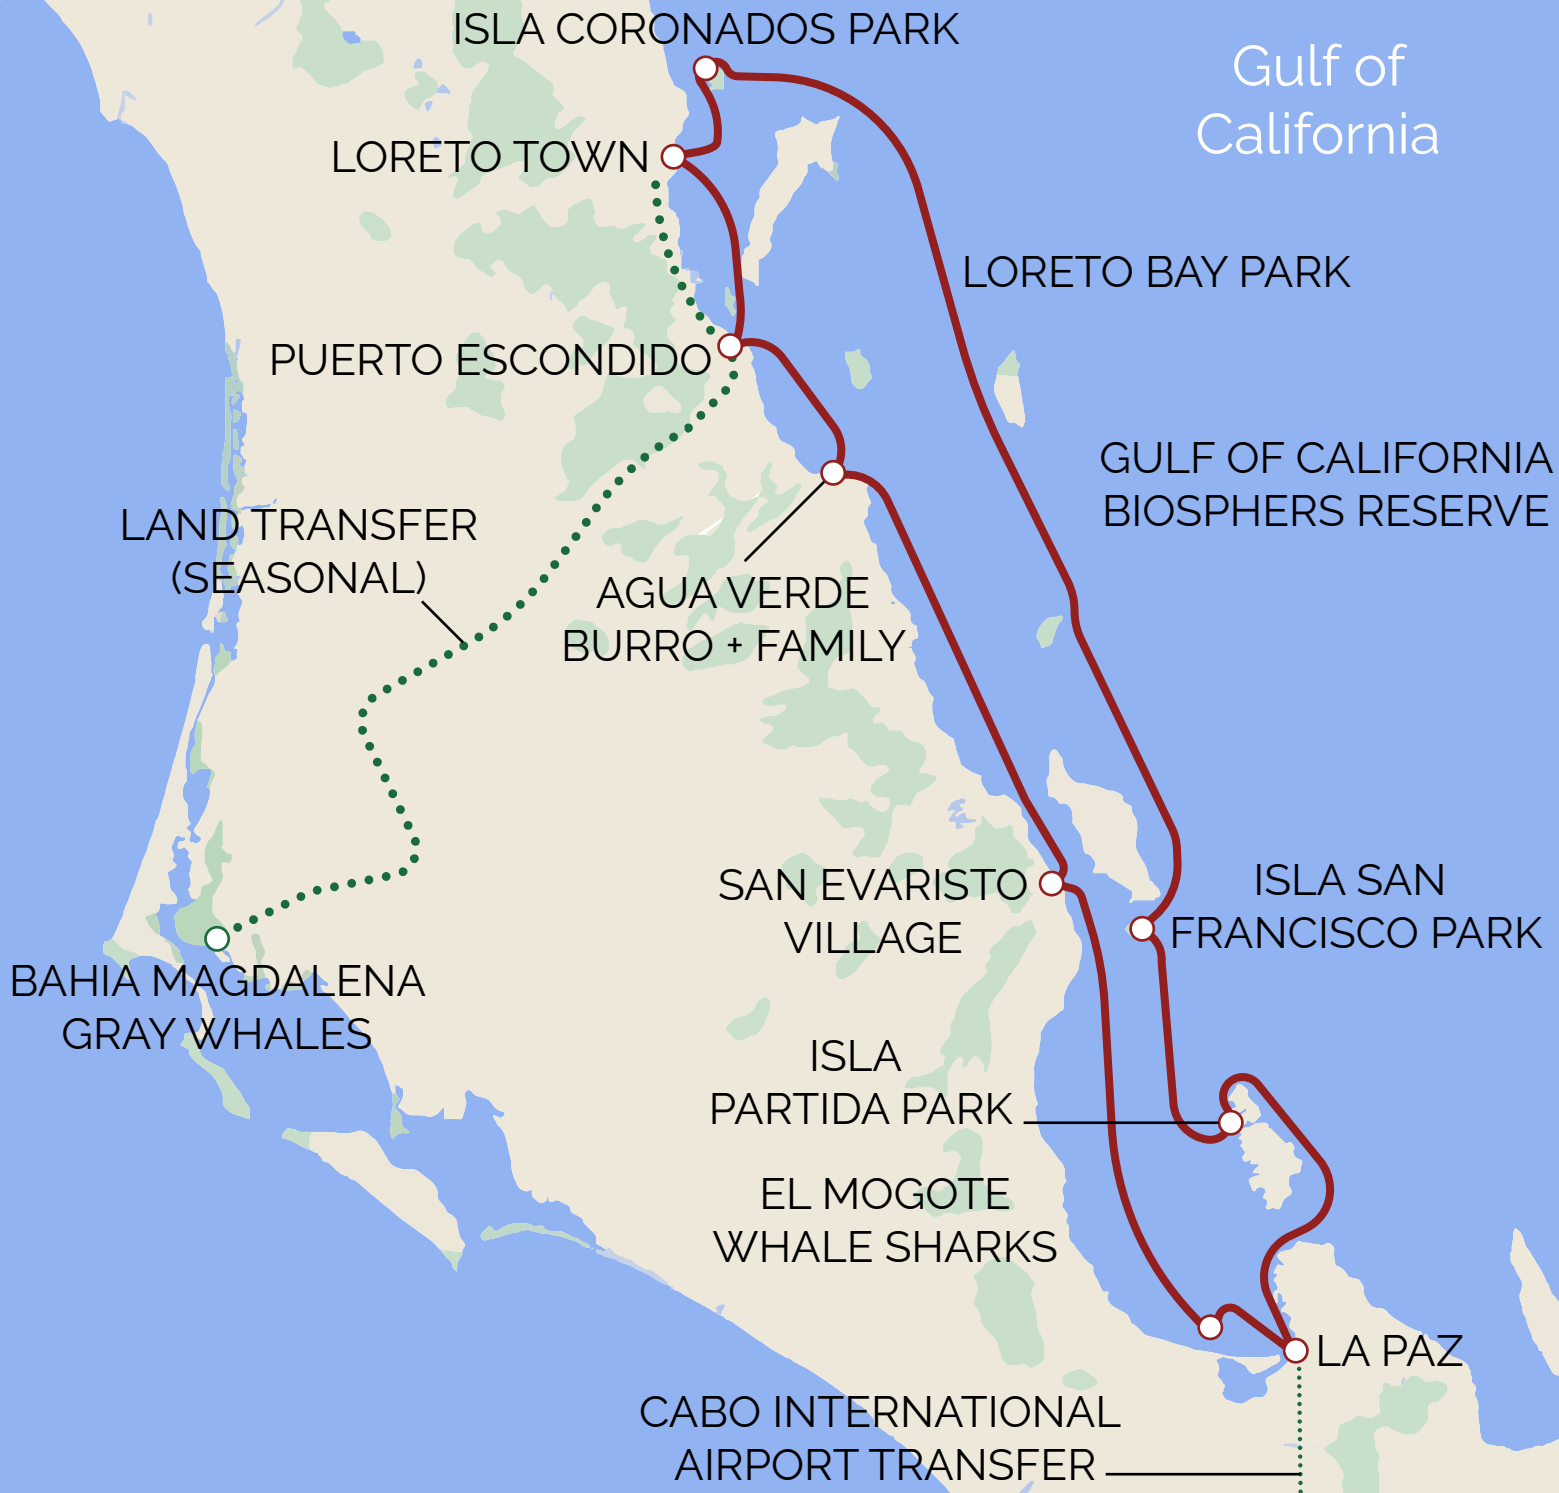 ISLA CORONADOS PARK
Gulf of
California
LORETO TOWN
LORETO BAY PARK
PUERTO ESCONDIDO
GULF OF CALIFORNIA
BIOSPHERS RESERVE
LAND TRANSFER
(SEASONAL)
AGUA VERDE
BURRO + FAMILY
SAN EVARISTO
VILLAGE
ISLA SAN
FRANCISCO PARK
BAHIA MAGDALENA
GRAY WHALES
ISLA
PARTIDA PARK
EL MOGOTE
WHALE SHARKS
LA PAZ
CABO INTERNATIONAL
AIRPORT TRANSFER